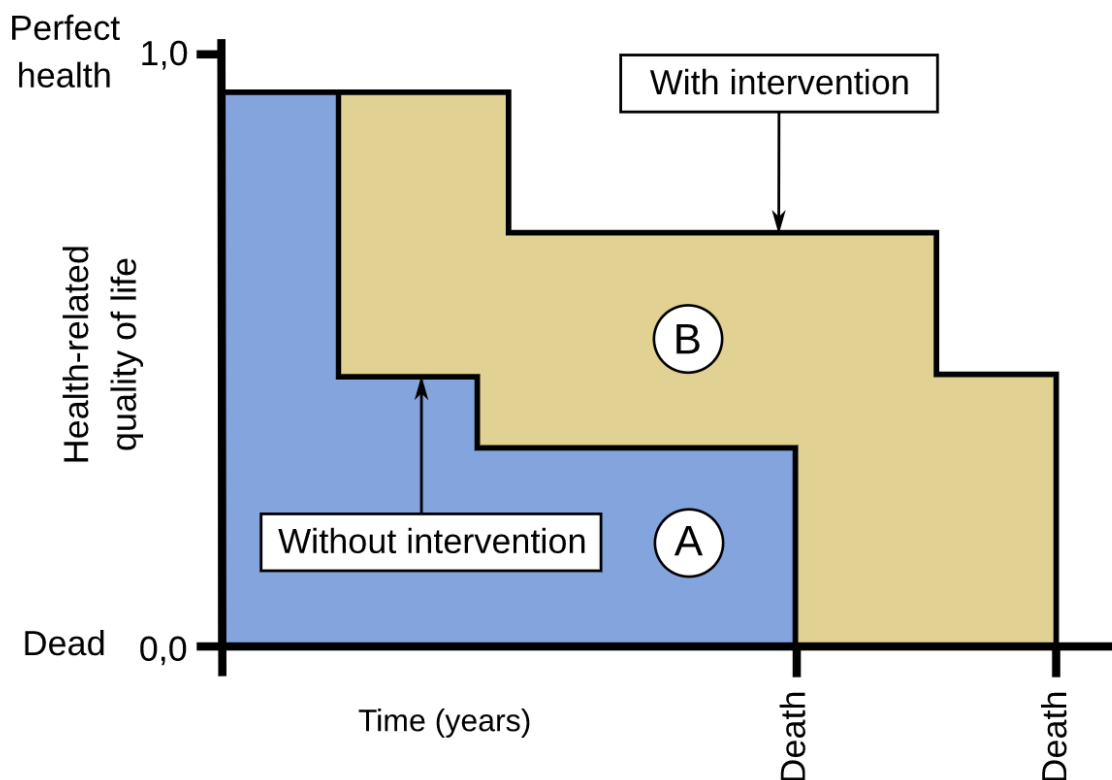 Perfect
health
1,0
With intervention
Health-related
quality of life
B
Without intervention
A
Dead
0,0
Time (years)
Death
Death